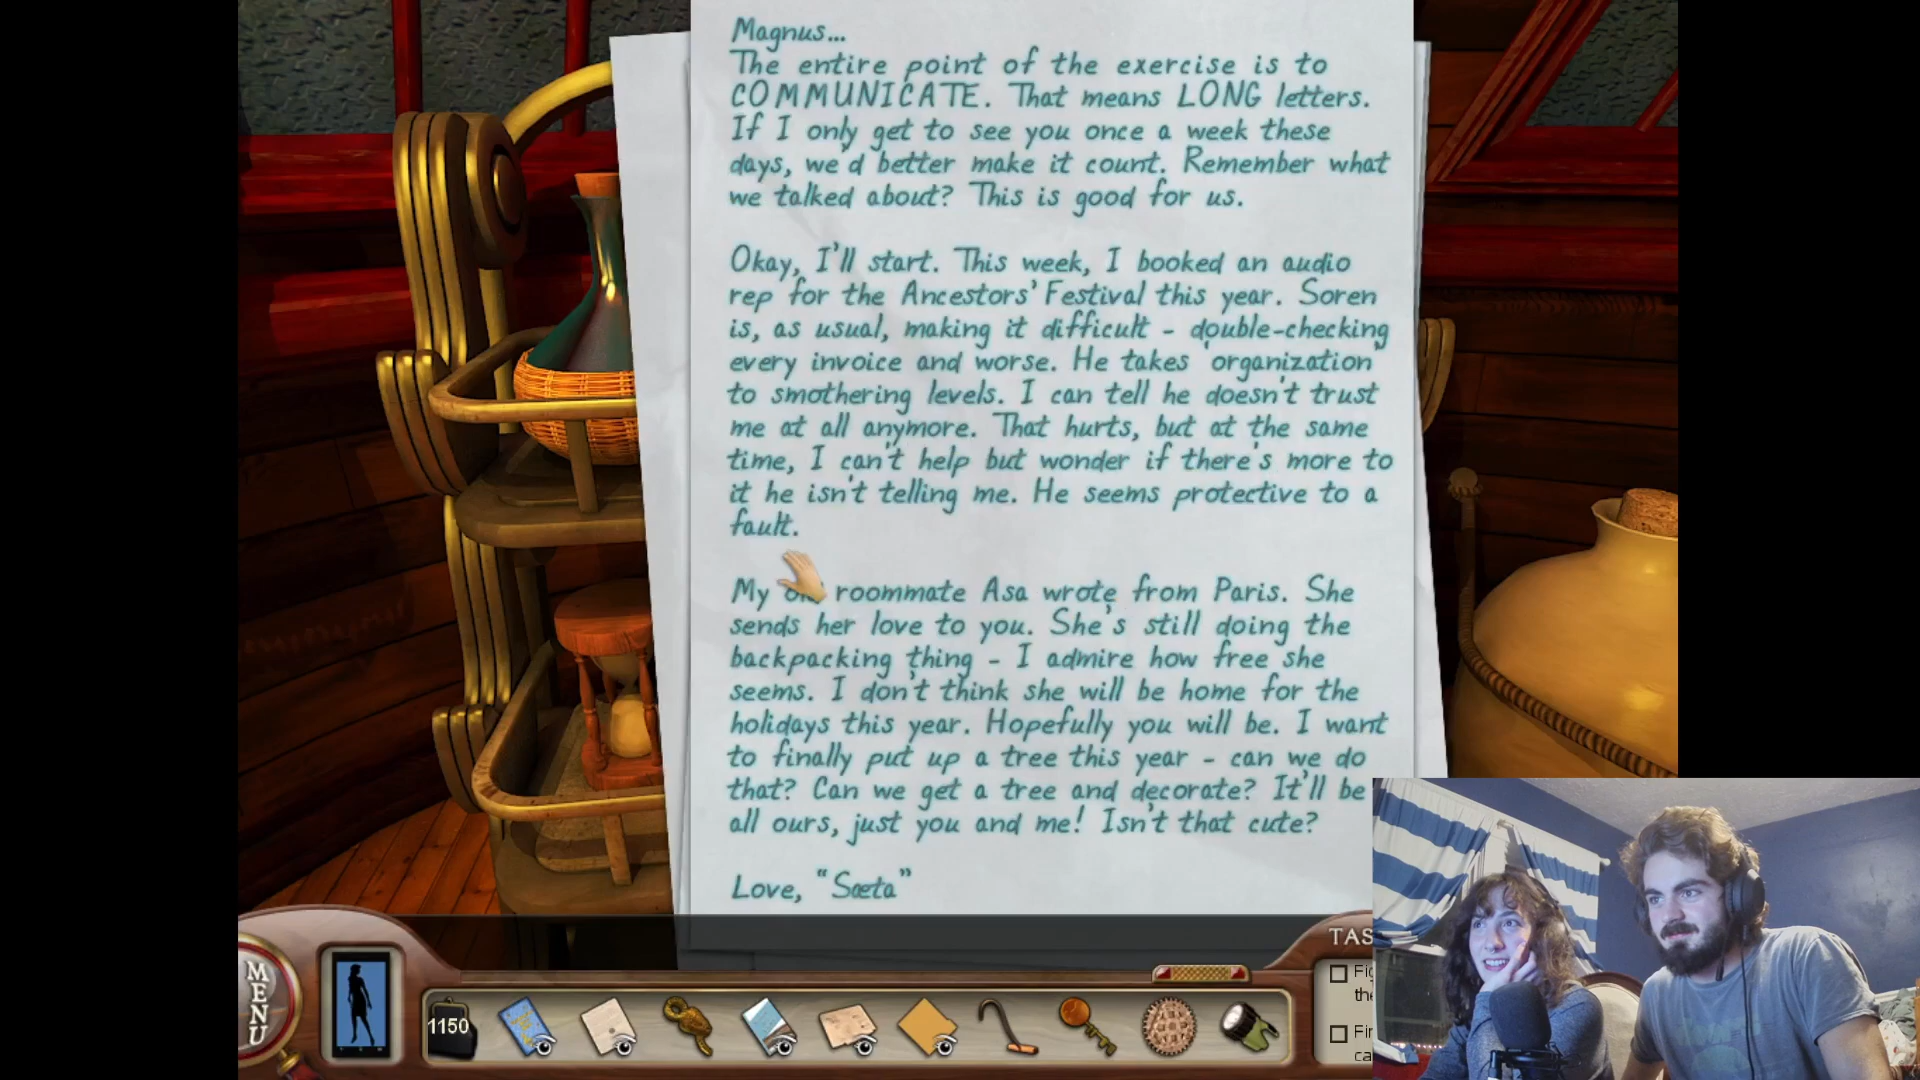 Magnus...
The entire point of the exercise is to
COMMUNICATE. That means LONG letters.
If I only get to see you once a week these
days, we'd better make it count. Remember what
we talked about? This is good for us.
Okay, I'll start. This week, I booked an audio
rep for the Ancestors' Festival this year. Soren
is, as usual, making it difficult - double-checking
every invoice and worse. He takes 'organization'
to smothering levels. I can tell he doesn't trust
me at all anymore. That hurts, but at the same
time, I can't help but wonder if there's more to
it he isn't telling me. He seems protective to a
fault.
My roommate Asa wrote from Paris. She
sends her love to you. She's still doing the
backpacking thing - I admire how free she
seems. I don't think she will be home for the
holidays this year. Hopefully you will be. I want
to finally put up a tree this year - can we do
that? Can we get a tree and decorate? It'll be
all ours, just you and me! Isn't that cute?
Love, "Sœta"
MENU
1150
TAS
the